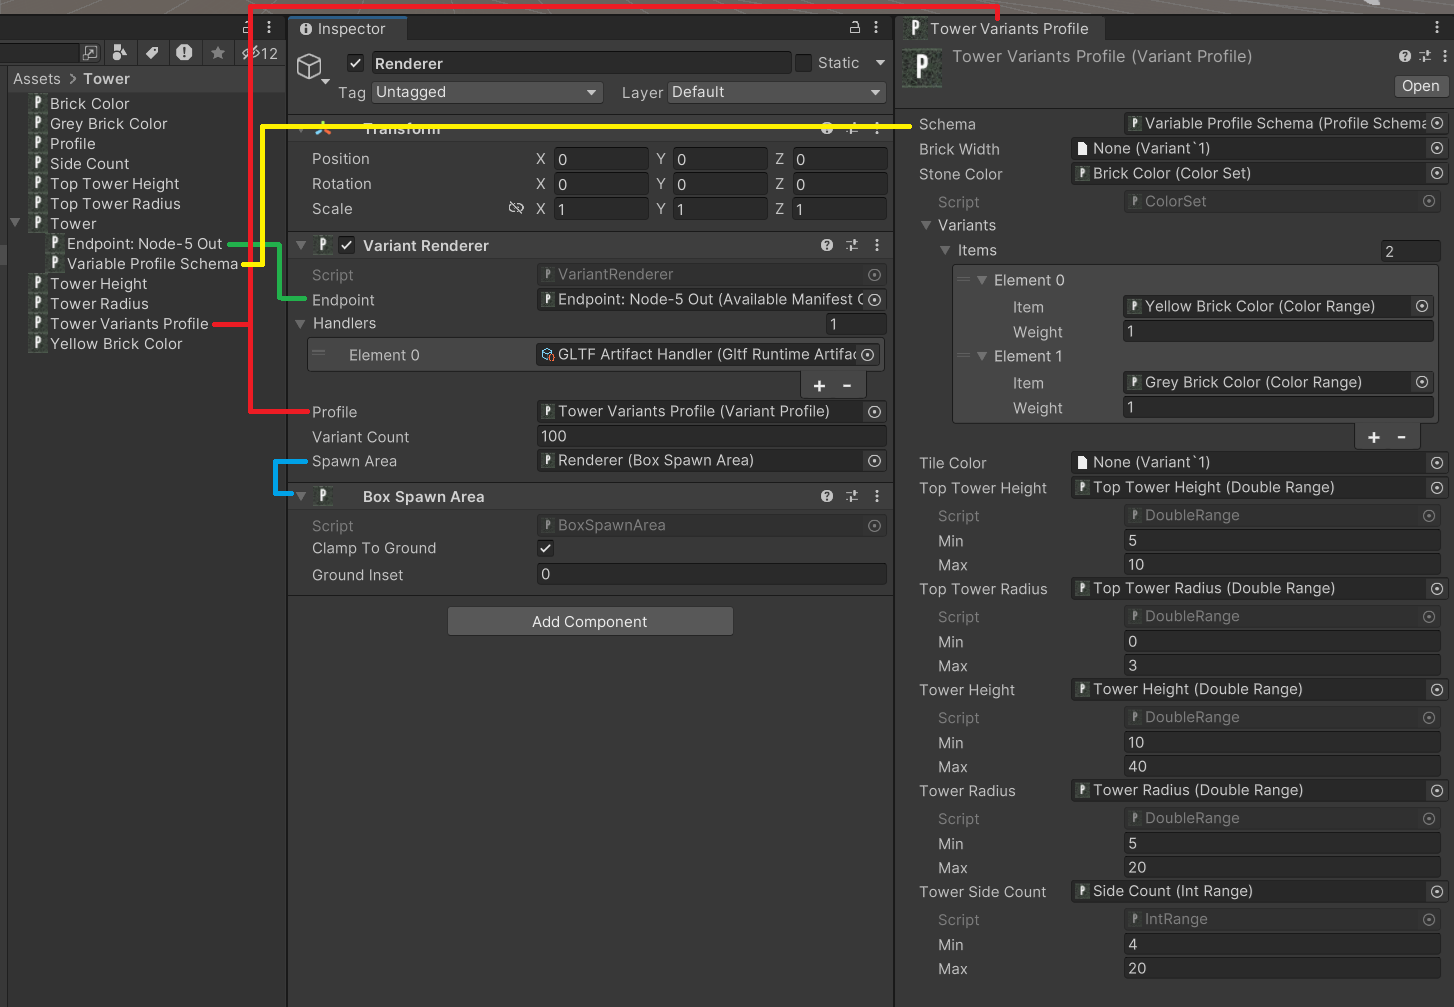 12
Assets > Tower
Brick Color
Grey Brick Color
Profile
Side Count
Top Tower Height
Top Tower Radius
Tower
Endpoint: Node-5 Out
Variable Profile Schema
Tower Height
Tower Radius
Tower Variants Profile
Yellow Brick Color
Inspector
Renderer
Static
Tag Untagged
Layer Default
Transform
Position X 0 Y 0 Z 0
Rotation X 0 Y 0 Z 0
Scale X 1 Y 1 Z 1
Variant Renderer
Script VariantRenderer
Endpoint Endpoint: Node-5 Out (Available Manifest
Handlers 1
Element 0 GLTF Artifact Handler (Gltf Runtime Artifac
+ -
Profile Tower Variants Profile (Variant Profile)
Variant Count 100
Spawn Area Renderer (Box Spawn Area)
Box Spawn Area
Script BoxSpawnArea
Clamp To Ground
Ground Inset 0
Add Component
Tower Variants Profile
Tower Variants Profile (Variant Profile)
Open
Schema Variable Profile Schema (Profile Schema
Brick Width None (Variant`1)
Stone Color Brick Color (Color Set)
Script ColorSet
Variants
Items 2
Element 0
Item Yellow Brick Color (Color Range)
Weight 1
Element 1
Item Grey Brick Color (Color Range)
Weight 1
+ -
Tile Color None (Variant`1)
Top Tower Height Top Tower Height (Double Range)
Script DoubleRange
Min 5
Max 10
Top Tower Radius Top Tower Radius (Double Range)
Script DoubleRange
Min 0
Max 3
Tower Height Tower Height (Double Range)
Script DoubleRange
Min 10
Max 40
Tower Radius Tower Radius (Double Range)
Script DoubleRange
Min 5
Max 20
Tower Side Count Side Count (Int Range)
Script IntRange
Min 4
Max 20